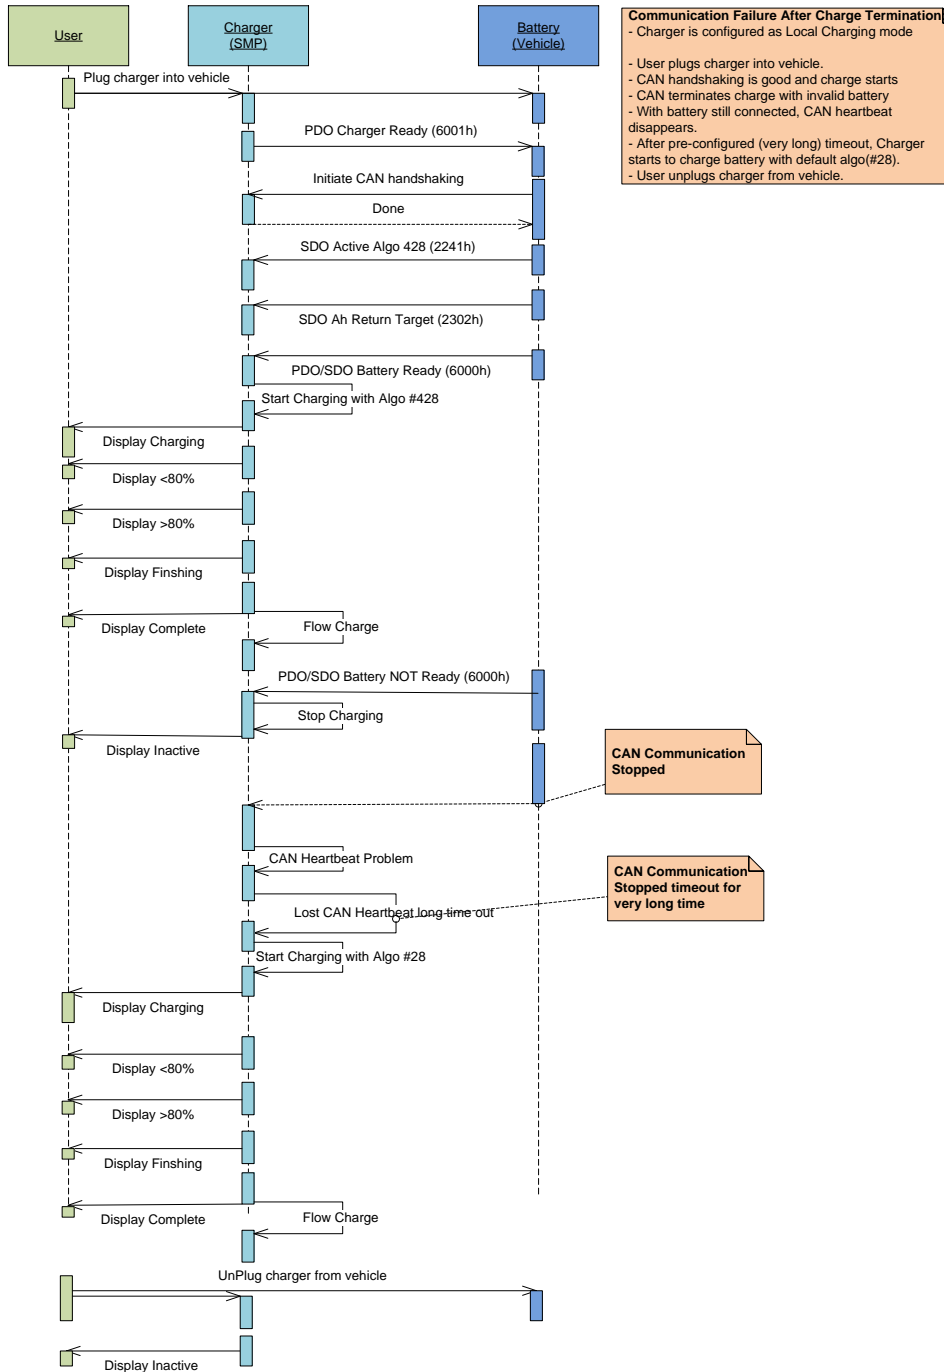 User
Charger
(SMP)
Battery
(Vehicle)
Communication Failure After Charge Termination
- Charger is configured as Local Charging mode
- User plugs charger into vehicle.
- CAN handshaking is good and charge starts
- CAN terminates charge with invalid battery
- With battery still connected, CAN heartbeat
disappears.
- After pre-configured (very long) timeout, Charger
starts to charge battery with default algo(#28).
- User unplugs charger from vehicle.
Plug charger into vehicle
PDO Charger Ready (6001h)
Initiate CAN handshaking
Done
SDO Active Algo 428 (2241h)
SDO Ah Return Target (2302h)
PDO/SDO Battery Ready (6000h)
Start Charging with Algo #428
Display Charging
Display <80%
Display >80%
Display Finshing
Display Complete
Flow Charge
PDO/SDO Battery NOT Ready (6000h)
Stop Charging
Display Inactive
CAN Communication
Stopped
CAN Heartbeat Problem
CAN Communication
Stopped timeout for
very long time
Lost CAN Heartbeat long time out
Start Charging with Algo #28
Display Charging
Display <80%
Display >80%
Display Finshing
Display Complete
Flow Charge
UnPlug charger from vehicle
Display Inactive